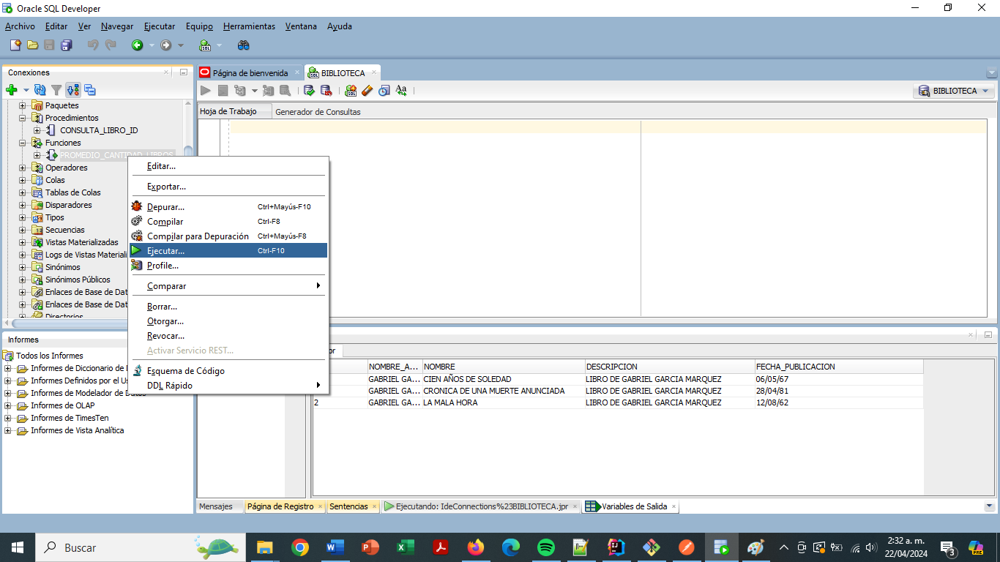 Oracle SQL Developer
Archivo Editar Ver Navegar Ejecutar Equipo Herramientas Ventana Ayuda
Conexiones
Página de bienvenida
BIBLIOTECA
BIBLIOTECA
Hoja de Trabajo
Generador de Consultas
Paquetes
Procedimientos
CONSULTA_LIBRO_ID
Funciones
PROMEDIO_CANTIDAD_LIBROS
Operadores
Colas
Tablas de Colas
Disparadores
Tipos
Secuencias
Vistas Materializadas
Logs de Vistas Materiali
Sinónimos
Sinónimos Públicos
Enlaces de Base de Dat
Enlaces de Base de Dat
Directorios
Editar...
Exportar...
Depurar... Ctrl+Mayús-F10
Compilar Ctrl-F8
Compilar para Depuración Ctrl+Mayús-F8
Ejecutar... Ctrl-F10
Profile...
Comparar
Borrar...
Otorgar...
Revocar...
Activar Servicio REST...
Esquema de Código
DDL Rápido
Informes
Todos los Informes
Informes de Diccionario de
Informes Definidos por el Us
Informes de Modelador de Datos
Informes de OLAP
Informes de TimesTen
Informes de Vista Analítica
or
NOMBRE_A... NOMBRE DESCRIPCION FECHA_PUBLICACION
GABRIEL GA... CIEN AÑOS DE SOLEDAD LIBRO DE GABRIEL GARCIA MARQUEZ 06/05/67
GABRIEL GA... CRONICA DE UNA MUERTE ANUNCIADA LIBRO DE GABRIEL GARCIA MARQUEZ 28/04/81
2 GABRIEL GA... LA MALA HORA LIBRO DE GABRIEL GARCIA MARQUEZ 12/08/62
Mensajes Página de Registro Sentencias Ejecutando: IdeConnections%23BIBLIOTECA.jpr Variables de Salida
Buscar
2:32 a. m.
22/04/2024
3
PRE